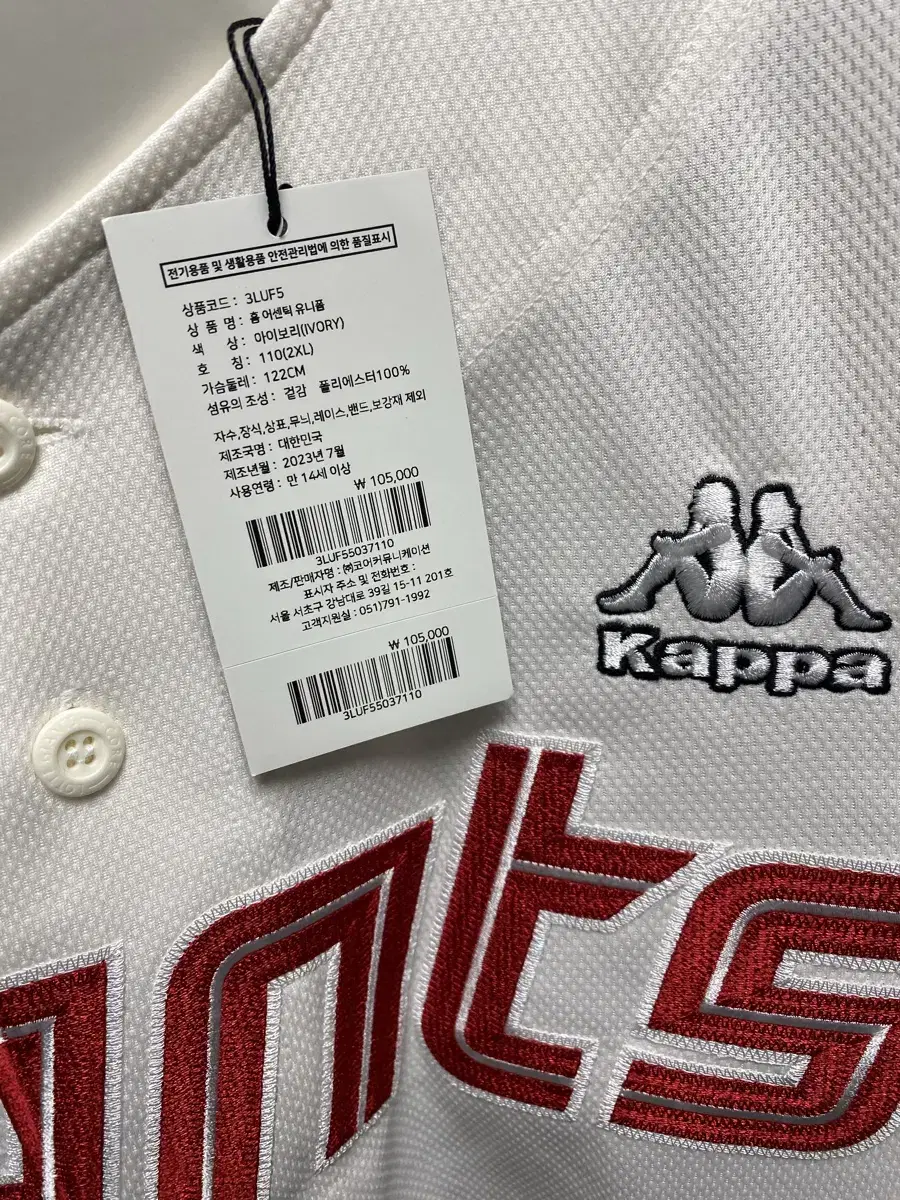 전기용품 및 생활용품 안전관리법에 의한 품질표시
상품코드 : 3LUF5
상 품 명 : 홈 어센틱 유니폼
색 상 : 아이보리(IVORY)
호 칭 : 110(2XL)
가슴둘레 : 122CM
섬유의 조성 : 겉감 폴리에스터100%
자수,장식,상표,무늬,레이스,밴드,보강재 제외
제조국명 : 대한민국
제조년월 : 2023년 7월
사용연령 : 만 14세 이상
₩ 105,000
3LUF55037110
제조/판매자명 : ㈜코어커뮤니케이션
표시자 주소 및 전화번호 :
서울 서초구 강남대로 39길 15-11 201호
고객지원실 : 051)791-1992
₩ 105,000
3LUF55037110
Kappa
ants